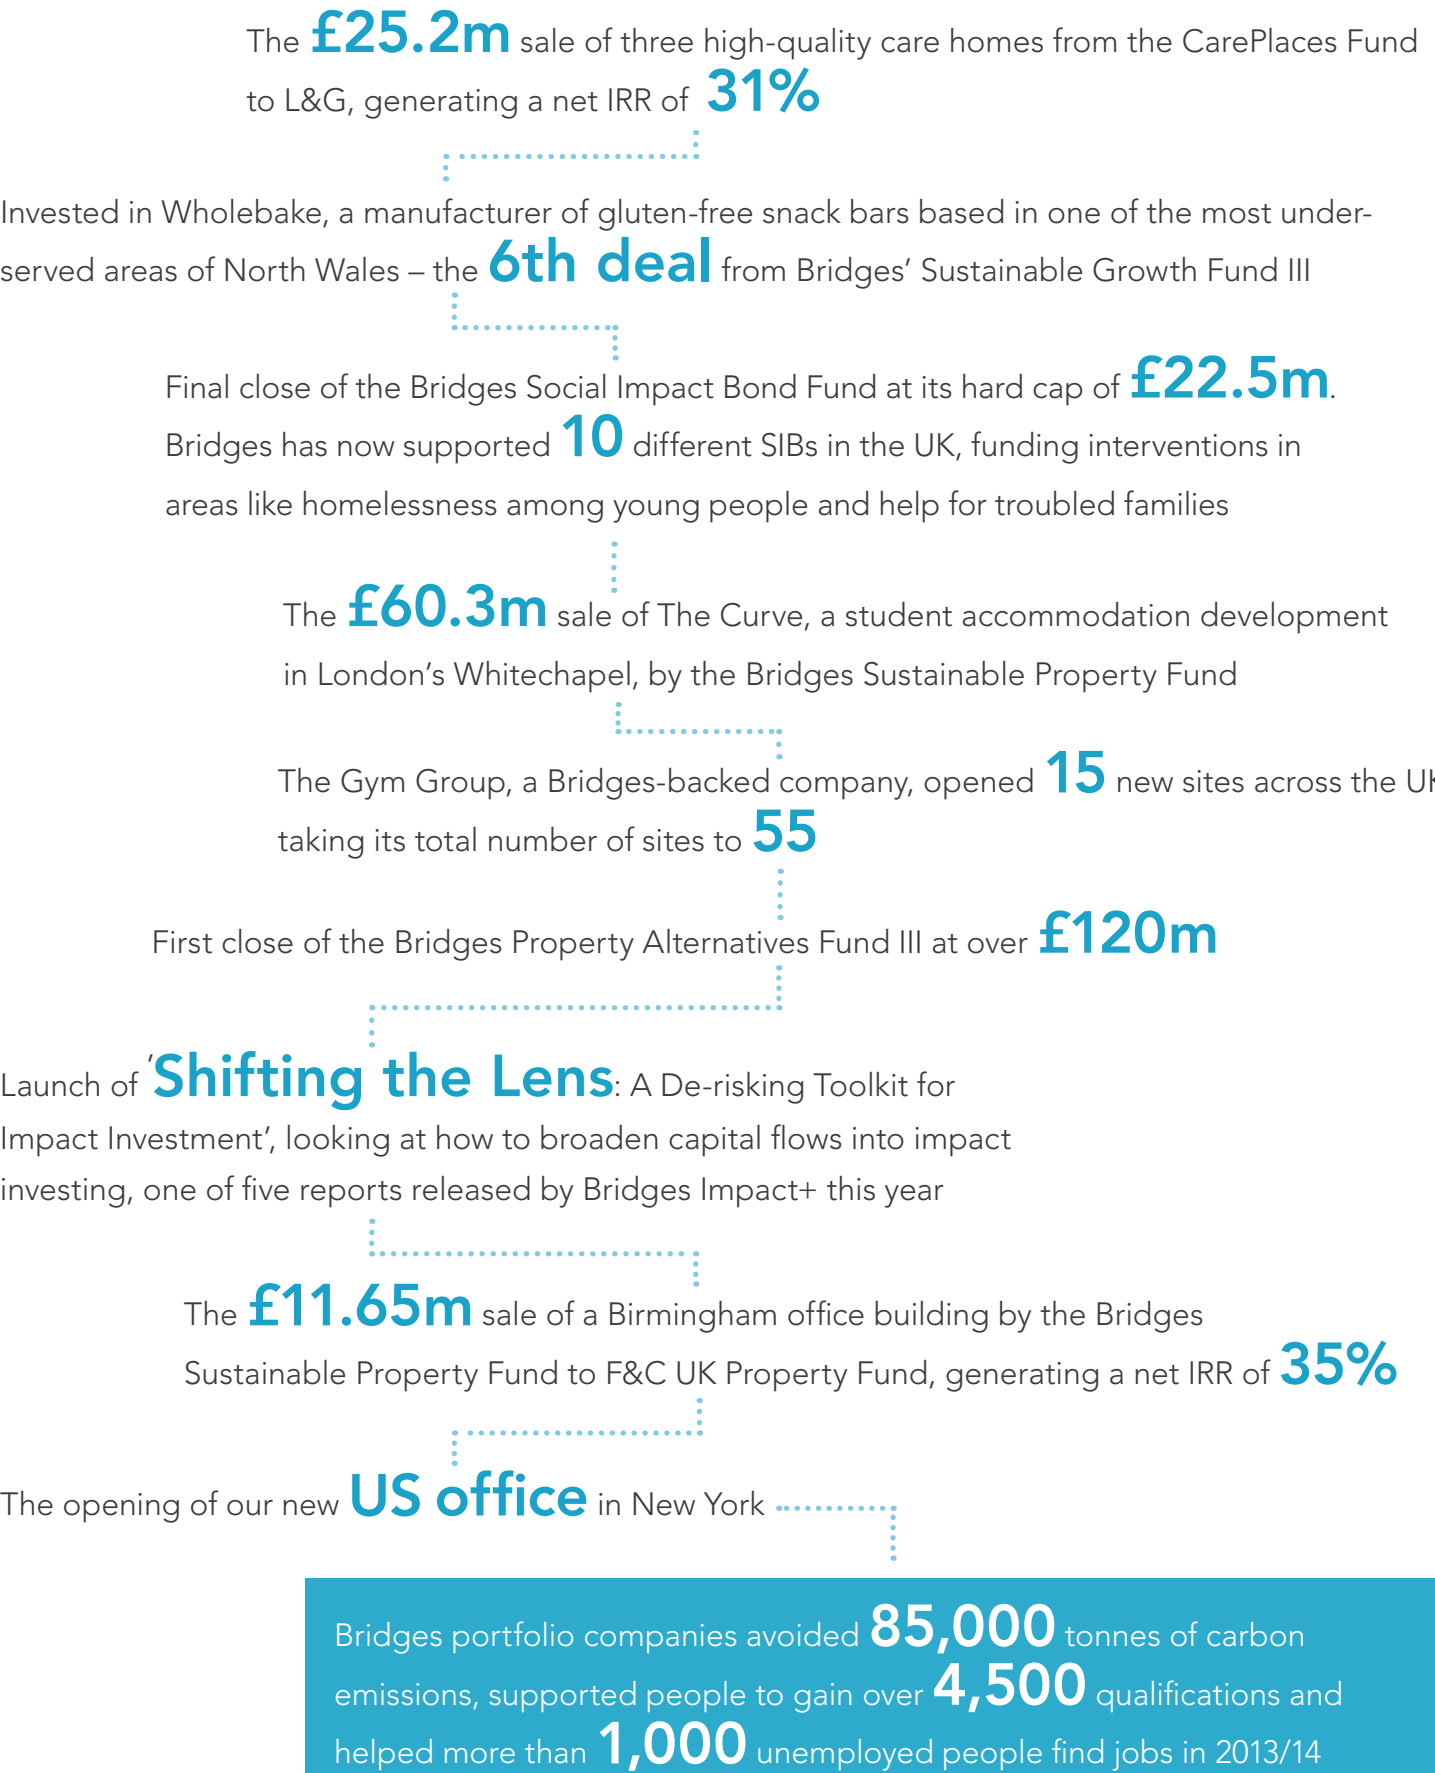 The £25.2m sale of three high-quality care homes from the CarePlaces Fund
to L&G, generating a net IRR of 31%
Invested in Wholebake, a manufacturer of gluten-free snack bars based in one of the most under-
served areas of North Wales – the 6th deal from Bridges’ Sustainable Growth Fund III
Final close of the Bridges Social Impact Bond Fund at its hard cap of £22.5m.
Bridges has now supported 10 different SIBs in the UK, funding interventions in
areas like homelessness among young people and help for troubled families
The £60.3m sale of The Curve, a student accommodation development
in London’s Whitechapel, by the Bridges Sustainable Property Fund
The Gym Group, a Bridges-backed company, opened 15 new sites across the UK
taking its total number of sites to 55
First close of the Bridges Property Alternatives Fund III at over £120m
Launch of ‘Shifting the Lens: A De-risking Toolkit for
Impact Investment’, looking at how to broaden capital flows into impact
investing, one of five reports released by Bridges Impact+ this year
The £11.65m sale of a Birmingham office building by the Bridges
Sustainable Property Fund to F&C UK Property Fund, generating a net IRR of 35%
The opening of our new US office in New York
Bridges portfolio companies avoided 85,000 tonnes of carbon
emissions, supported people to gain over 4,500 qualifications and
helped more than 1,000 unemployed people find jobs in 2013/14